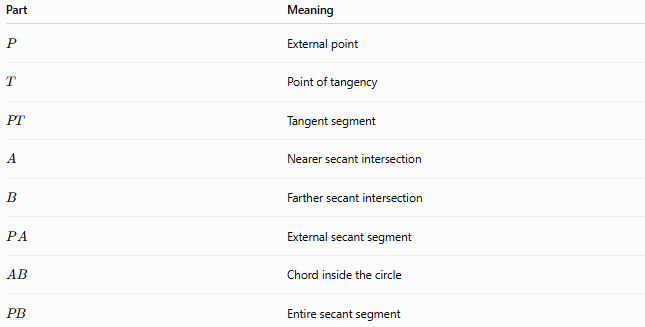 Part Meaning
P External point
T Point of tangency
PT Tangent segment
A Nearer secant intersection
B Farther secant intersection
PA External secant segment
AB Chord inside the circle
PB Entire secant segment